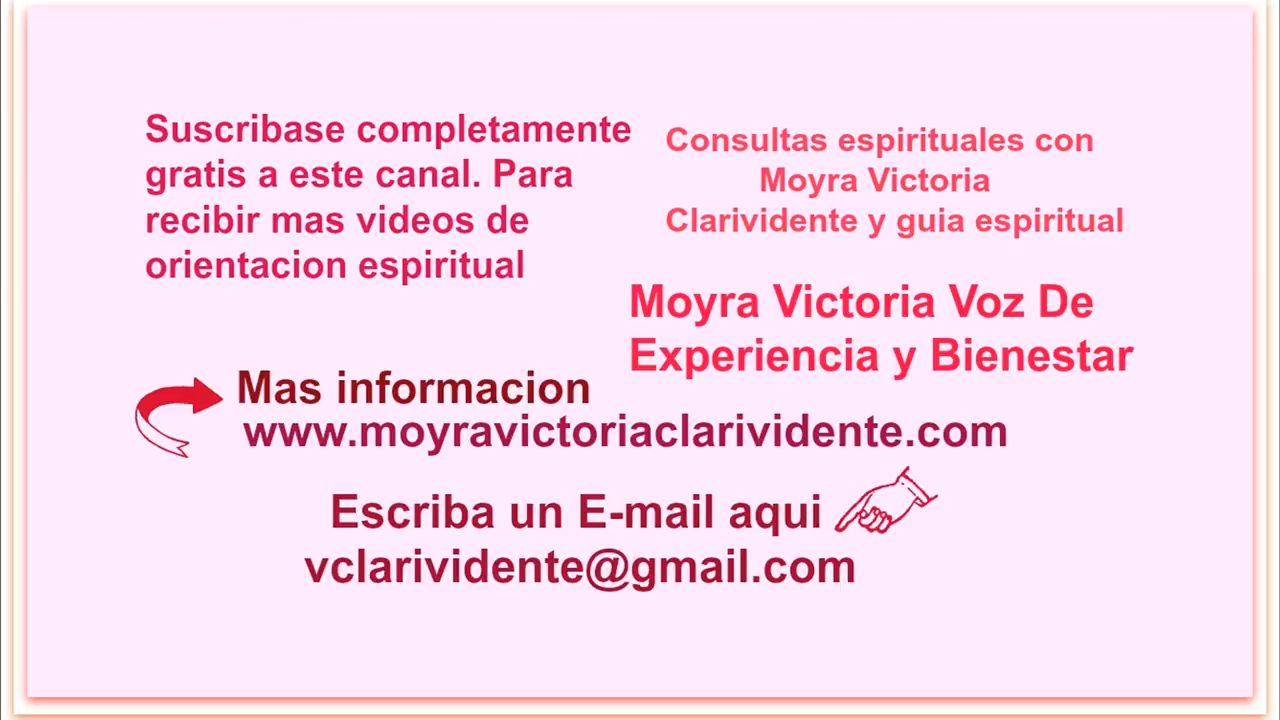 Suscribase completamente
gratis a este canal. Para
recibir mas videos de
orientacion espiritual
Consultas espirituales con
Moyra Victoria
Clarividente y guia espiritual
Moyra Victoria Voz De
Experiencia y Bienestar
Mas informacion
www.moyravictoriaclarividente.com
Escriba un E-mail aqui
vclarividente@gmail.com